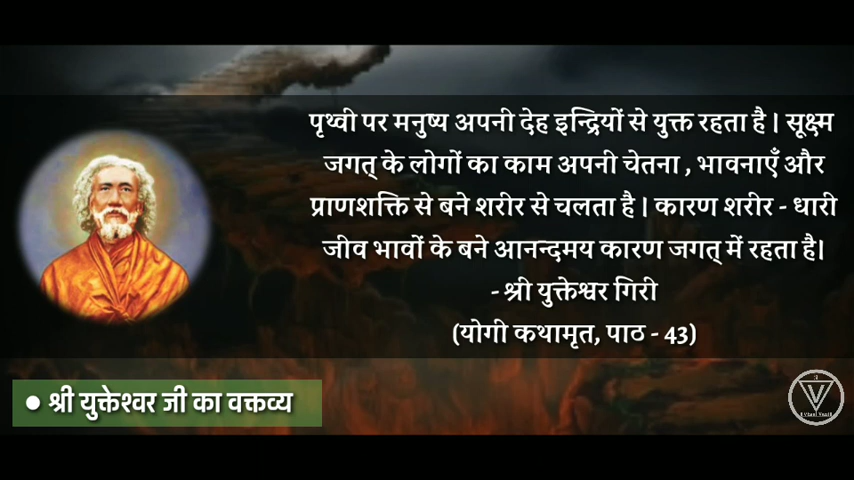 पृथ्वी पर मनुष्य अपनी देह इन्द्रियों से युक्त रहता है। सूक्ष्म
जगत् के लोगों का काम अपनी चेतना , भावनाएँ और
प्राणशक्ति से बने शरीर से चलता है। कारण शरीर - धारी
जीव भावों के बने आनन्दमय कारण जगत् में रहता है।
- श्री युक्तेश्वर गिरी
(योगी कथामृत, पाठ - 43)
● श्री युक्तेश्वर जी का वक्तव्य